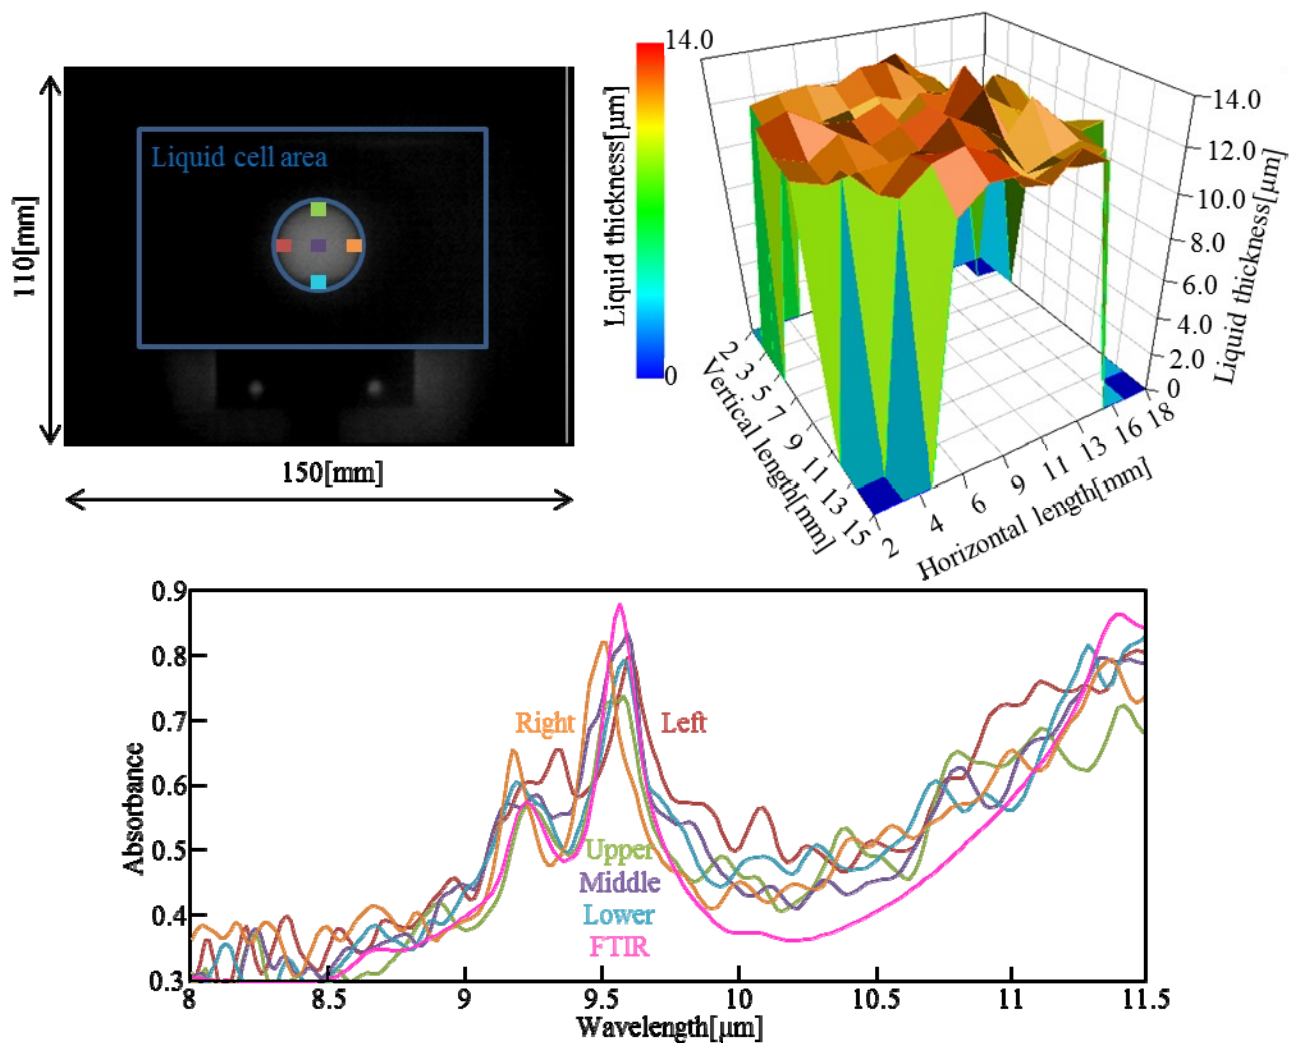 Liquid cell area
110[mm]
150[mm]
14.0
Liquid thickness[μm]
0
14.0
12.0
10.0
8.0
6.0
4.0
2.0
0
Liquid thickness[μm]
2
3
5
7
9
11
13
15
Vertical length[mm]
2
4
6
9
11
13
16
18
Horizontal length[mm]
0.9
0.8
0.7
0.6
0.5
0.4
0.3
Absorbance
Right
Left
Upper
Middle
Lower
FTIR
8
8.5
9
9.5
10
10.5
11
11.5
Wavelength[μm]